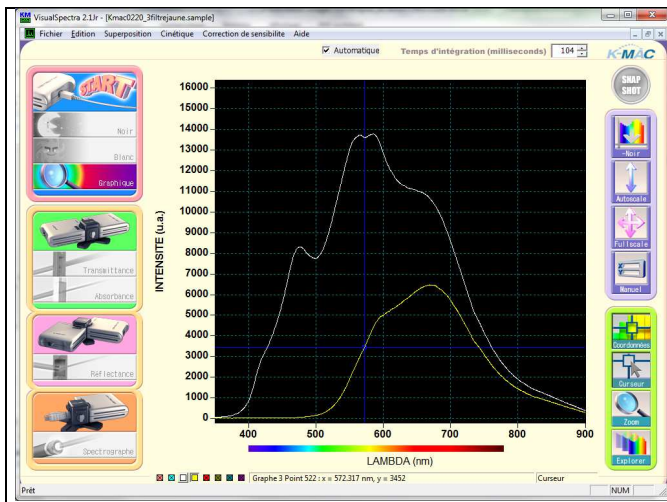 KM
MAC
VisualSpectra 2.1Jr - [Kmac0220_3filtrejaune.sample]
Fichier Edition Superposition Cinétique Correction de sensibilite Aide
Automatique Temps d'intégration (milliseconds) 104
K-MAC
START!
Noir
Blanc
Graphique
Transmittance
Absorbance
Réflectance
Spectrographe
INTENSITE (u.a.)
16000
15000
14000
13000
12000
11000
10000
9000
8000
7000
6000
5000
4000
3000
2000
1000
0
400 500 600 700 800 900
LAMBDA (nm)
SNAP
SHOT
-Noir
Autoscale
Fullscale
Manuel
Coordonnées
Curseur
Zoom
Explorer
Graphe 3 Point 522 : x = 572.317 nm, y = 3452 Curseur
Prêt NUM